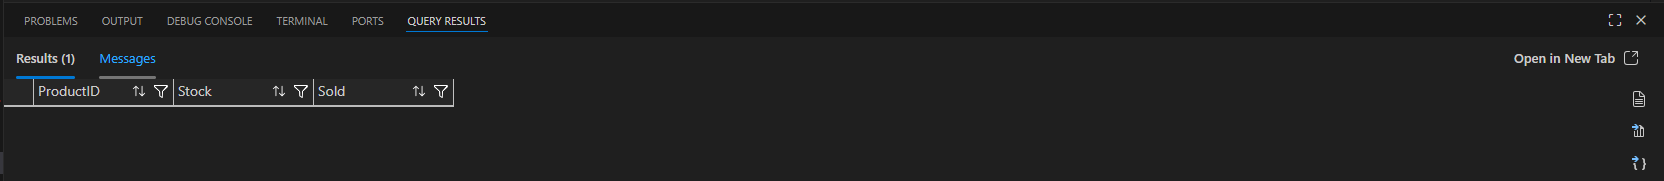 PROBLEMS OUTPUT DEBUG CONSOLE TERMINAL PORTS QUERY RESULTS
Results (1) Messages Open in New Tab
ProductID Stock Sold